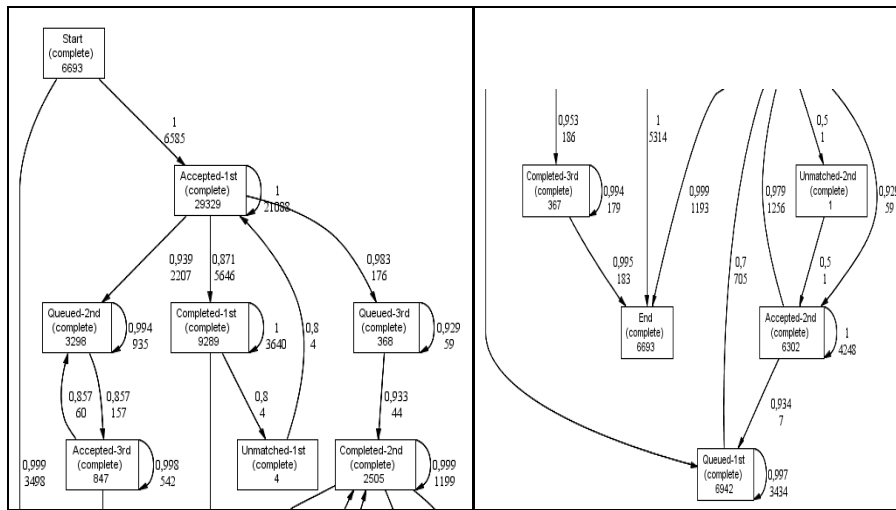 Start
(complete)
6693
1
6585
Accepted-1st
(complete)
29329
1
21088
0,939
2207
0,871
5646
0,983
176
Queued-2nd
(complete)
3298
0,994
935
Completed-1st
(complete)
9289
1
3640
0,8
4
Queued-3rd
(complete)
368
0,929
59
0,857
60
0,857
157
0,8
4
0,933
44
0,999
3498
Accepted-3rd
(complete)
847
0,998
542
Unmatched-1st
(complete)
4
Completed-2nd
(complete)
2505
0,999
1199
0,953
186
1
5314
0,5
1
Completed-3rd
(complete)
367
0,994
179
0,999
1193
0,979
1256
Unmatched-2nd
(complete)
1
0,929
59
0,995
183
0,7
705
0,5
1
End
(complete)
6693
Accepted-2nd
(complete)
6302
1
4248
0,934
7
Queued-1st
(complete)
6942
0,997
3434